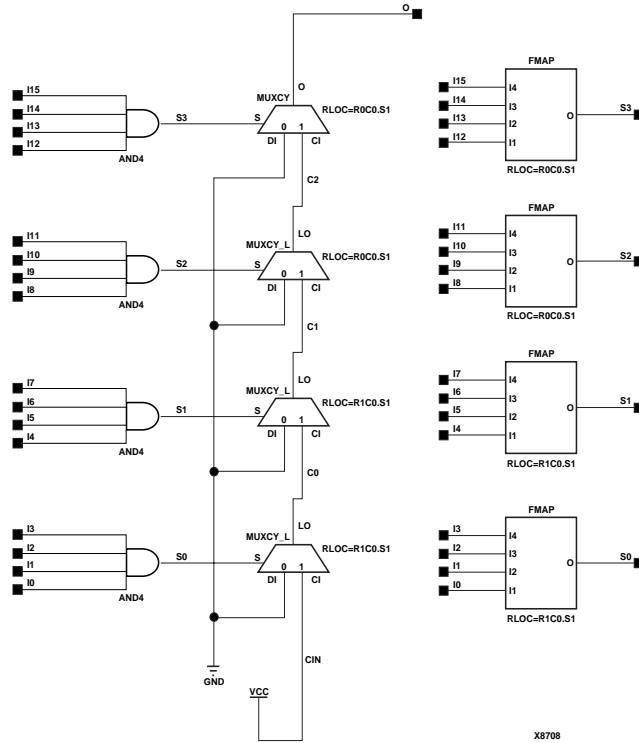 O
I15
I14
I13
I12
AND4
S3
MUXCY
O
RLOC=R0C0.S1
S
0 1
DI CI
C2
FMAP
I15 I4
I14 I3
I13 I2
I12 I1
O S3
RLOC=R0C0.S1
I11
I10
I9
I8
AND4
S2
MUXCY_L
LO
RLOC=R0C0.S1
S
0 1
DI CI
C1
FMAP
I11 I4
I10 I3
I9 I2
I8 I1
O S2
RLOC=R0C0.S1
I7
I6
I5
I4
AND4
S1
MUXCY_L
LO
RLOC=R1C0.S1
S
0 1
DI CI
C0
FMAP
I7 I4
I6 I3
I5 I2
I4 I1
O S1
RLOC=R1C0.S1
I3
I2
I1
I0
AND4
S0
MUXCY_L
LO
RLOC=R1C0.S1
S
0 1
DI CI
CIN
FMAP
I3 I4
I2 I3
I1 I2
I0 I1
O S0
RLOC=R1C0.S1
GND
VCC
X8708